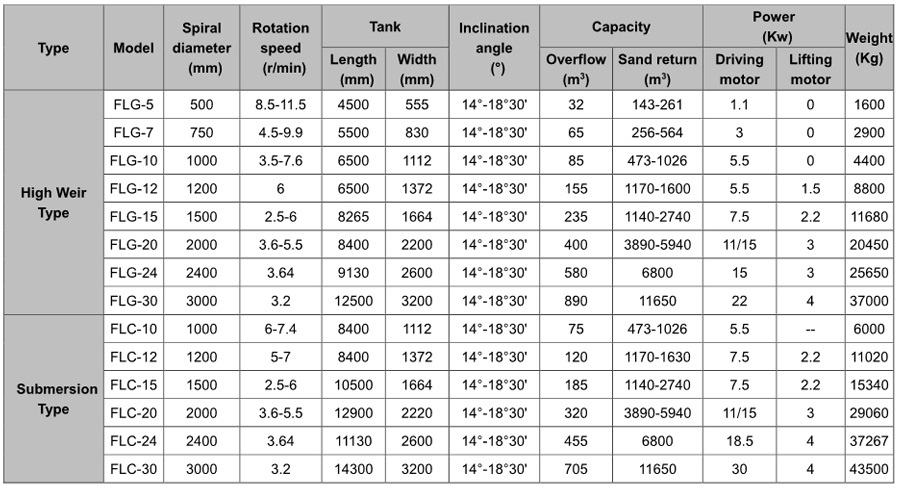 Type Model Spiral diameter (mm) Rotation speed (r/min) Tank Inclination angle (°) Capacity Power (Kw) Weight (Kg)
Length (mm) Width (mm) Overflow (m³) Sand return (m³) Driving motor Lifting motor
High Weir Type
FLG-5 500 8.5-11.5 4500 555 14°-18°30' 32 143-261 1.1 0 1600
FLG-7 750 4.5-9.9 5500 830 14°-18°30' 65 256-564 3 0 2900
FLG-10 1000 3.5-7.6 6500 1112 14°-18°30' 85 473-1026 5.5 0 4400
FLG-12 1200 6 6500 1372 14°-18°30' 155 1170-1600 5.5 1.5 8800
FLG-15 1500 2.5-6 8265 1664 14°-18°30' 235 1140-2740 7.5 2.2 11680
FLG-20 2000 3.6-5.5 8400 2200 14°-18°30' 400 3890-5940 11/15 3 20450
FLG-24 2400 3.64 9130 2600 14°-18°30' 580 6800 15 3 25650
FLG-30 3000 3.2 12500 3200 14°-18°30' 890 11650 22 4 37000
Submersion Type
FLC-10 1000 6-7.4 8400 1112 14°-18°30' 75 473-1026 5.5 -- 6000
FLC-12 1200 5-7 8400 1372 14°-18°30' 120 1170-1630 7.5 2.2 11020
FLC-15 1500 2.5-6 10500 1664 14°-18°30' 185 1140-2740 7.5 2.2 15340
FLC-20 2000 3.6-5.5 12900 2220 14°-18°30' 320 3890-5940 11/15 3 29060
FLC-24 2400 3.64 11130 2600 14°-18°30' 455 6800 18.5 4 37267
FLC-30 3000 3.2 14300 3200 14°-18°30' 705 11650 30 4 43500